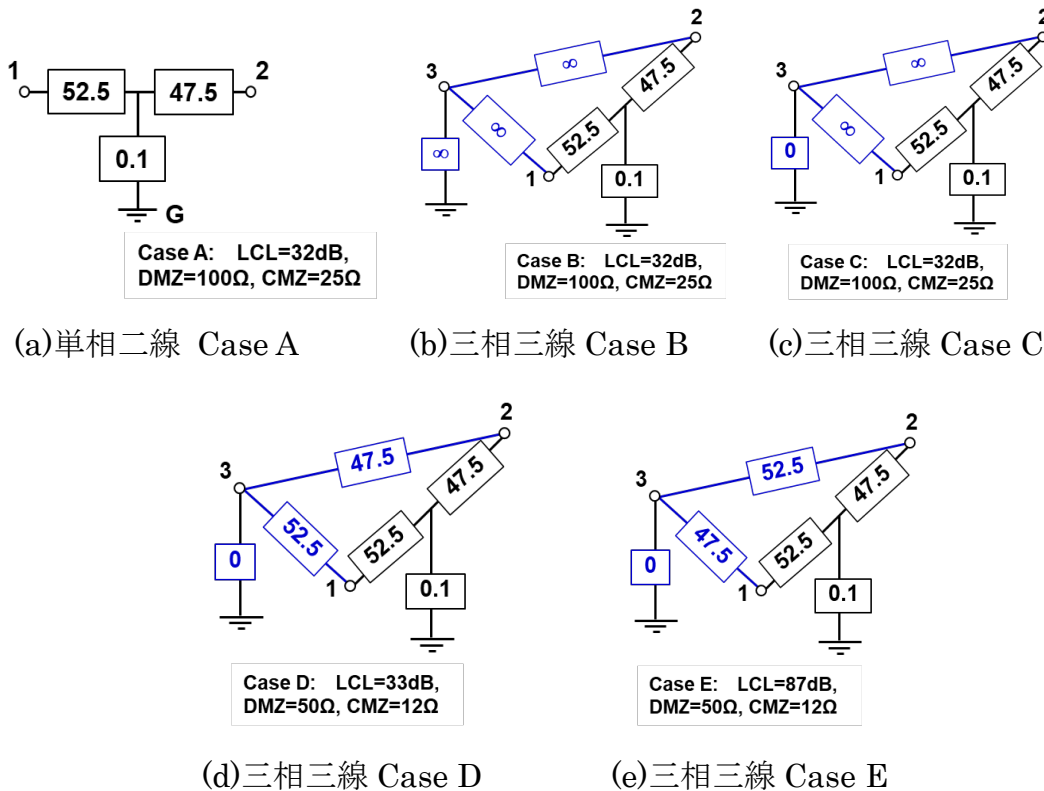 1
52.5
47.5
2
0.1
G
Case A: LCL=32dB,
DMZ=100Ω, CMZ=25Ω
(a)単相二線 Case A
2
3
∞
47.5
∞
52.5
∞
1
0.1
Case B: LCL=32dB,
DMZ=100Ω, CMZ=25Ω
(b)三相三線 Case B
2
3
∞
47.5
∞
52.5
0
1
0.1
Case C: LCL=32dB,
DMZ=100Ω, CMZ=25Ω
(c)三相三線 Case C
2
3
47.5
47.5
52.5
52.5
0
1
0.1
Case D: LCL=33dB,
DMZ=50Ω, CMZ=12Ω
(d)三相三線 Case D
2
3
52.5
47.5
47.5
52.5
0
1
0.1
Case E: LCL=87dB,
DMZ=50Ω, CMZ=12Ω
(e)三相三線 Case E